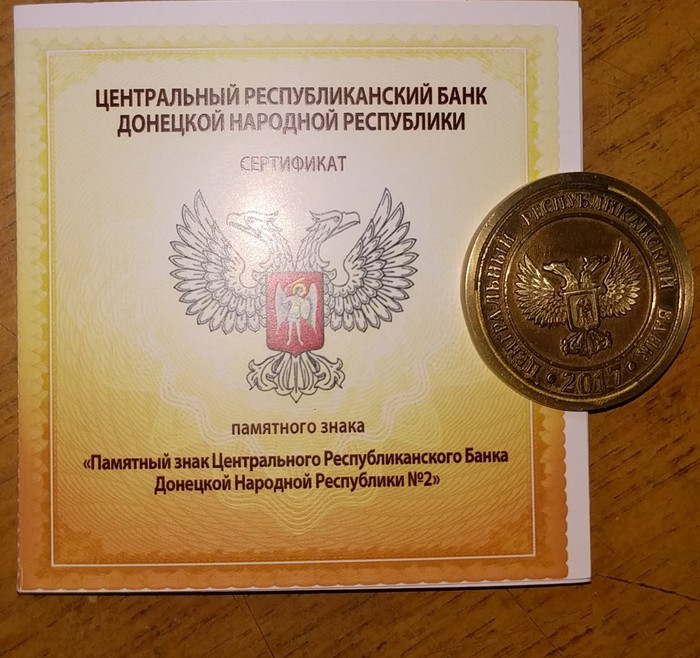 ЦЕНТРАЛЬНЫЙ РЕСПУБЛИКАНСКИЙ БАНК
ДОНЕЦКОЙ НАРОДНОЙ РЕСПУБЛИКИ
СЕРТИФИКАТ
памятного знака
«Памятный знак Центрального Республиканского Банка
Донецкой Народной Республики №2»
ЦЕНТРАЛЬНЫЙ РЕСПУБЛИКАНСКИЙ БАНК
• 2017 •